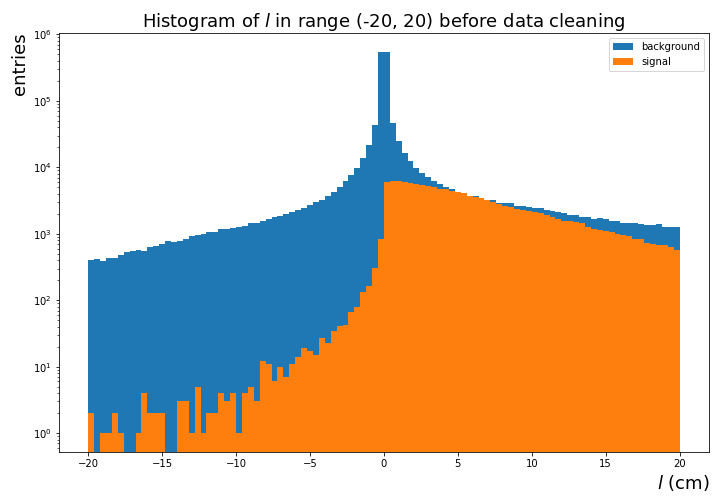 Histogram of l in range (-20, 20) before data cleaning
entries
10⁶
10⁵
10⁴
10³
10²
10¹
10⁰
background
signal
−20 −15 −10 −5 0 5 10 15 20
l (cm)